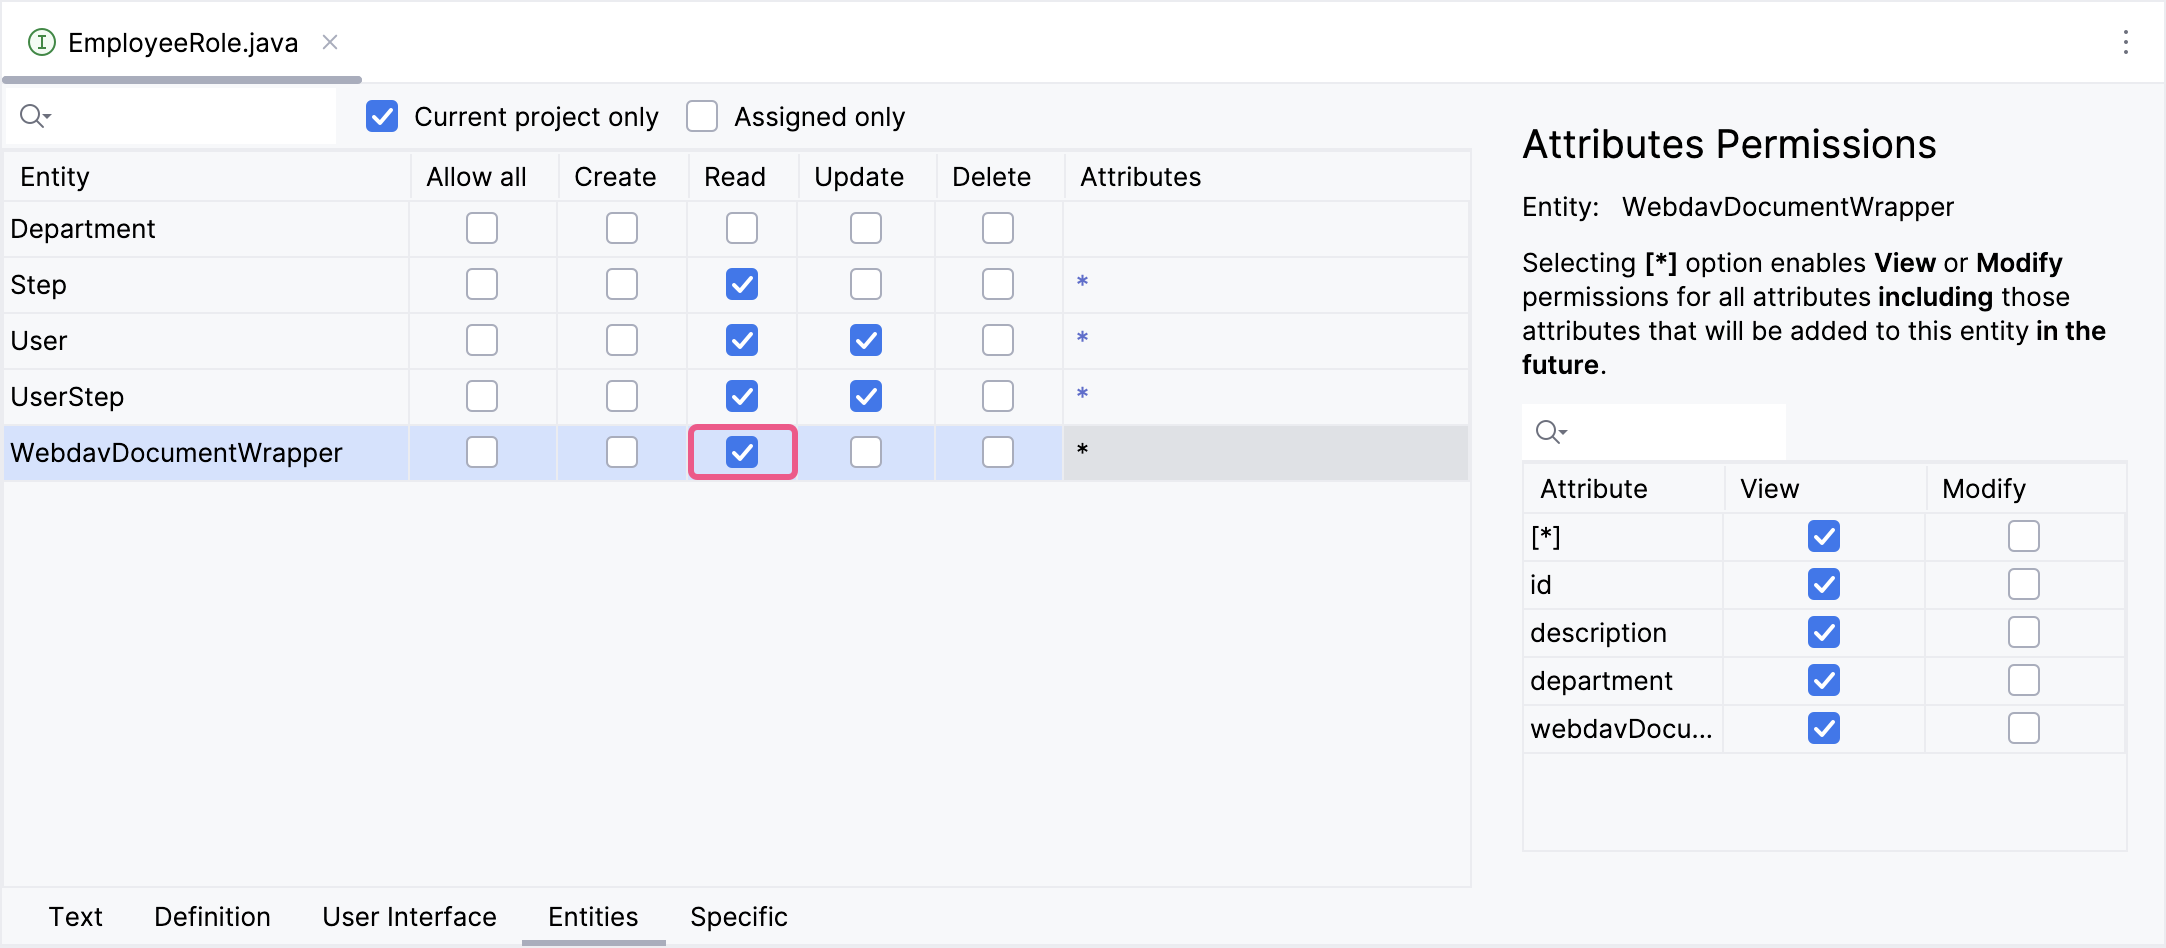 EmployeeRole.java
Current project only Assigned only
Entity Allow all Create Read Update Delete Attributes
Department
Step *
User *
UserStep *
WebdavDocumentWrapper *
Attributes Permissions
Entity: WebdavDocumentWrapper
Selecting [*] option enables View or Modify
permissions for all attributes including those
attributes that will be added to this entity in the
future.
Attribute View Modify
[*]
id
description
department
webdavDocu...
Text Definition User Interface Entities Specific